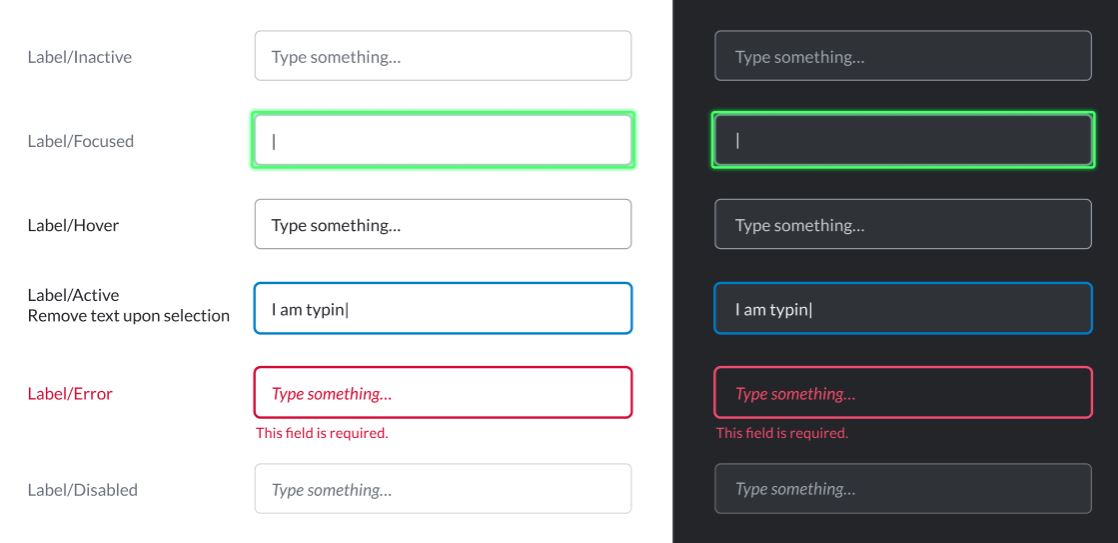 Label/Inactive
Type something...
Type something...
Label/Focused
|
|
Label/Hover
Type something...
Type something...
Label/Active
Remove text upon selection
I am typin|
I am typin|
Label/Error
Type something...
Type something...
This field is required.
This field is required.
Label/Disabled
Type something...
Type something...